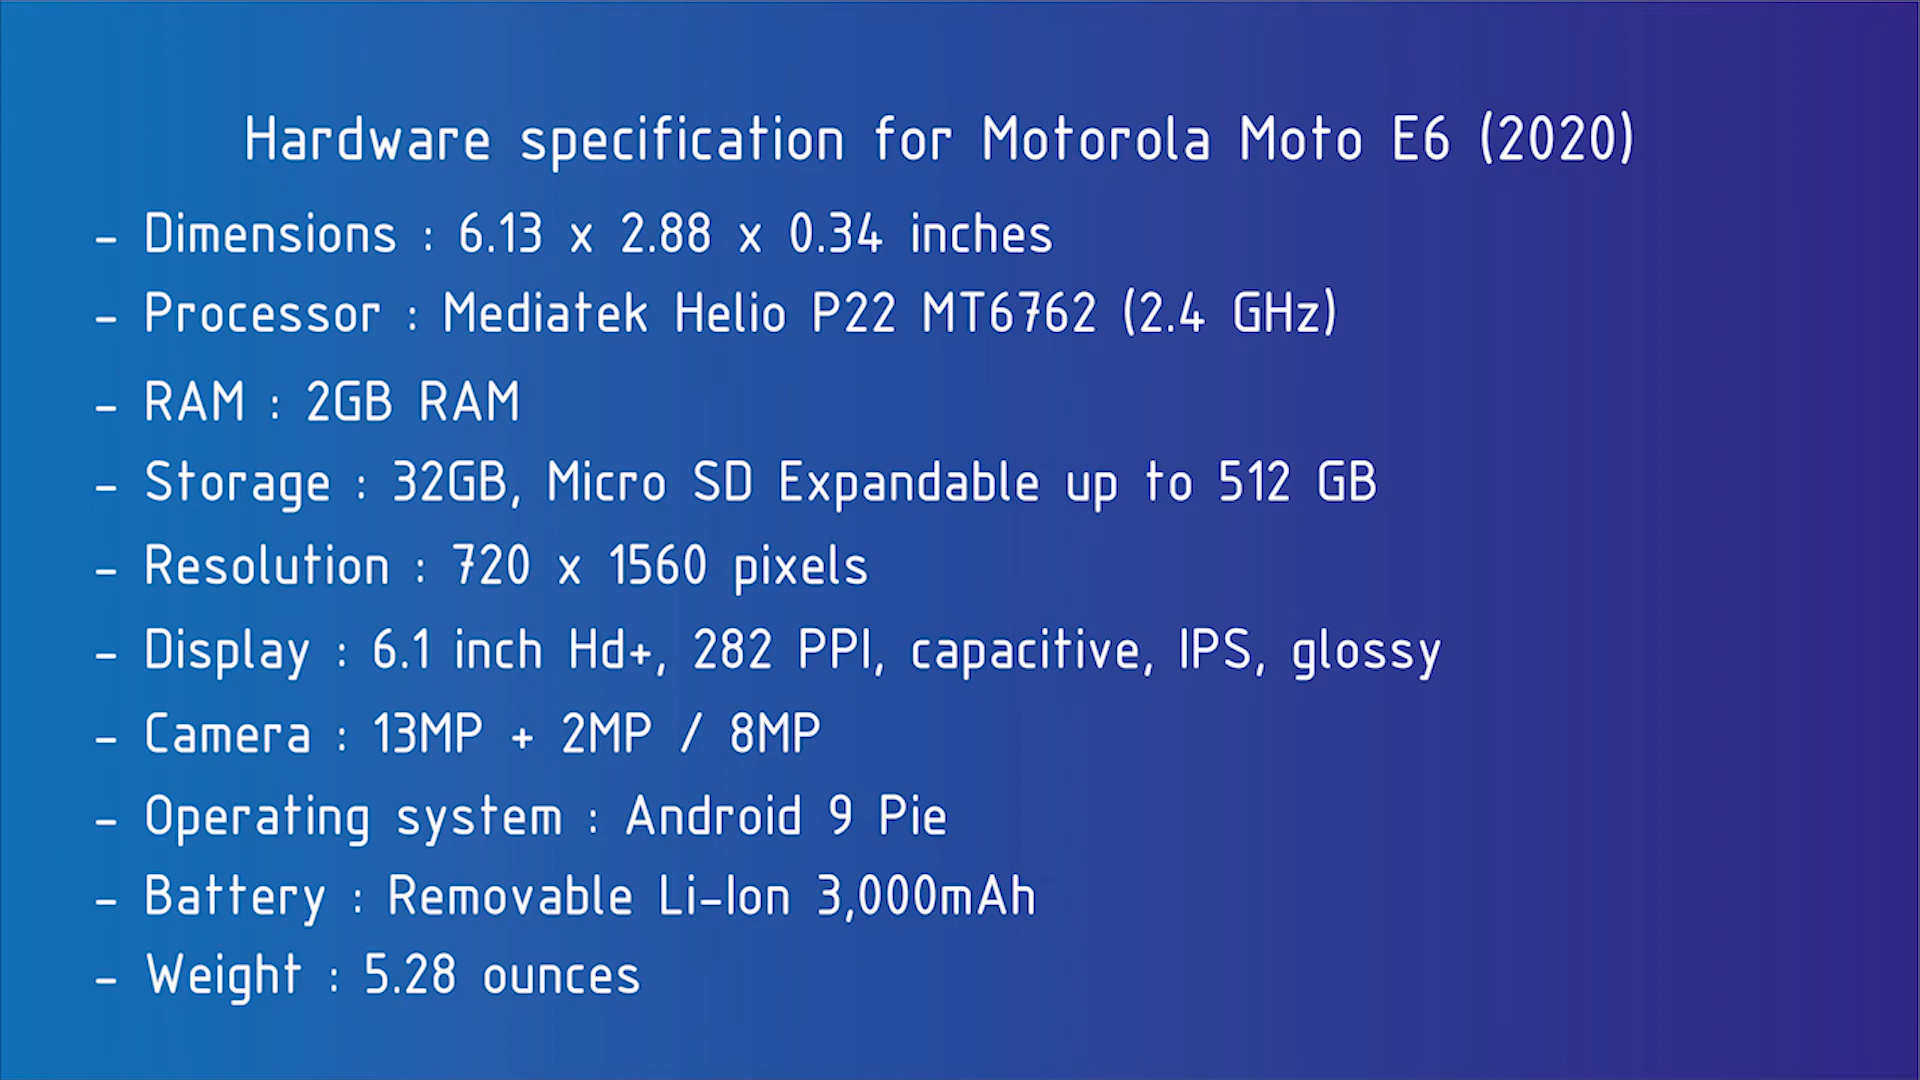 Hardware specification for Motorola Moto E6 (2020)
- Dimensions : 6.13 x 2.88 x 0.34 inches
- Processor : Mediatek Helio P22 MT6762 (2.4 GHz)
- RAM : 2GB RAM
- Storage : 32GB, Micro SD Expandable up to 512 GB
- Resolution : 720 x 1560 pixels
- Display : 6.1 inch Hd+, 282 PPI, capacitive, IPS, glossy
- Camera : 13MP + 2MP / 8MP
- Operating system : Android 9 Pie
- Battery : Removable Li-Ion 3,000mAh
- Weight : 5.28 ounces